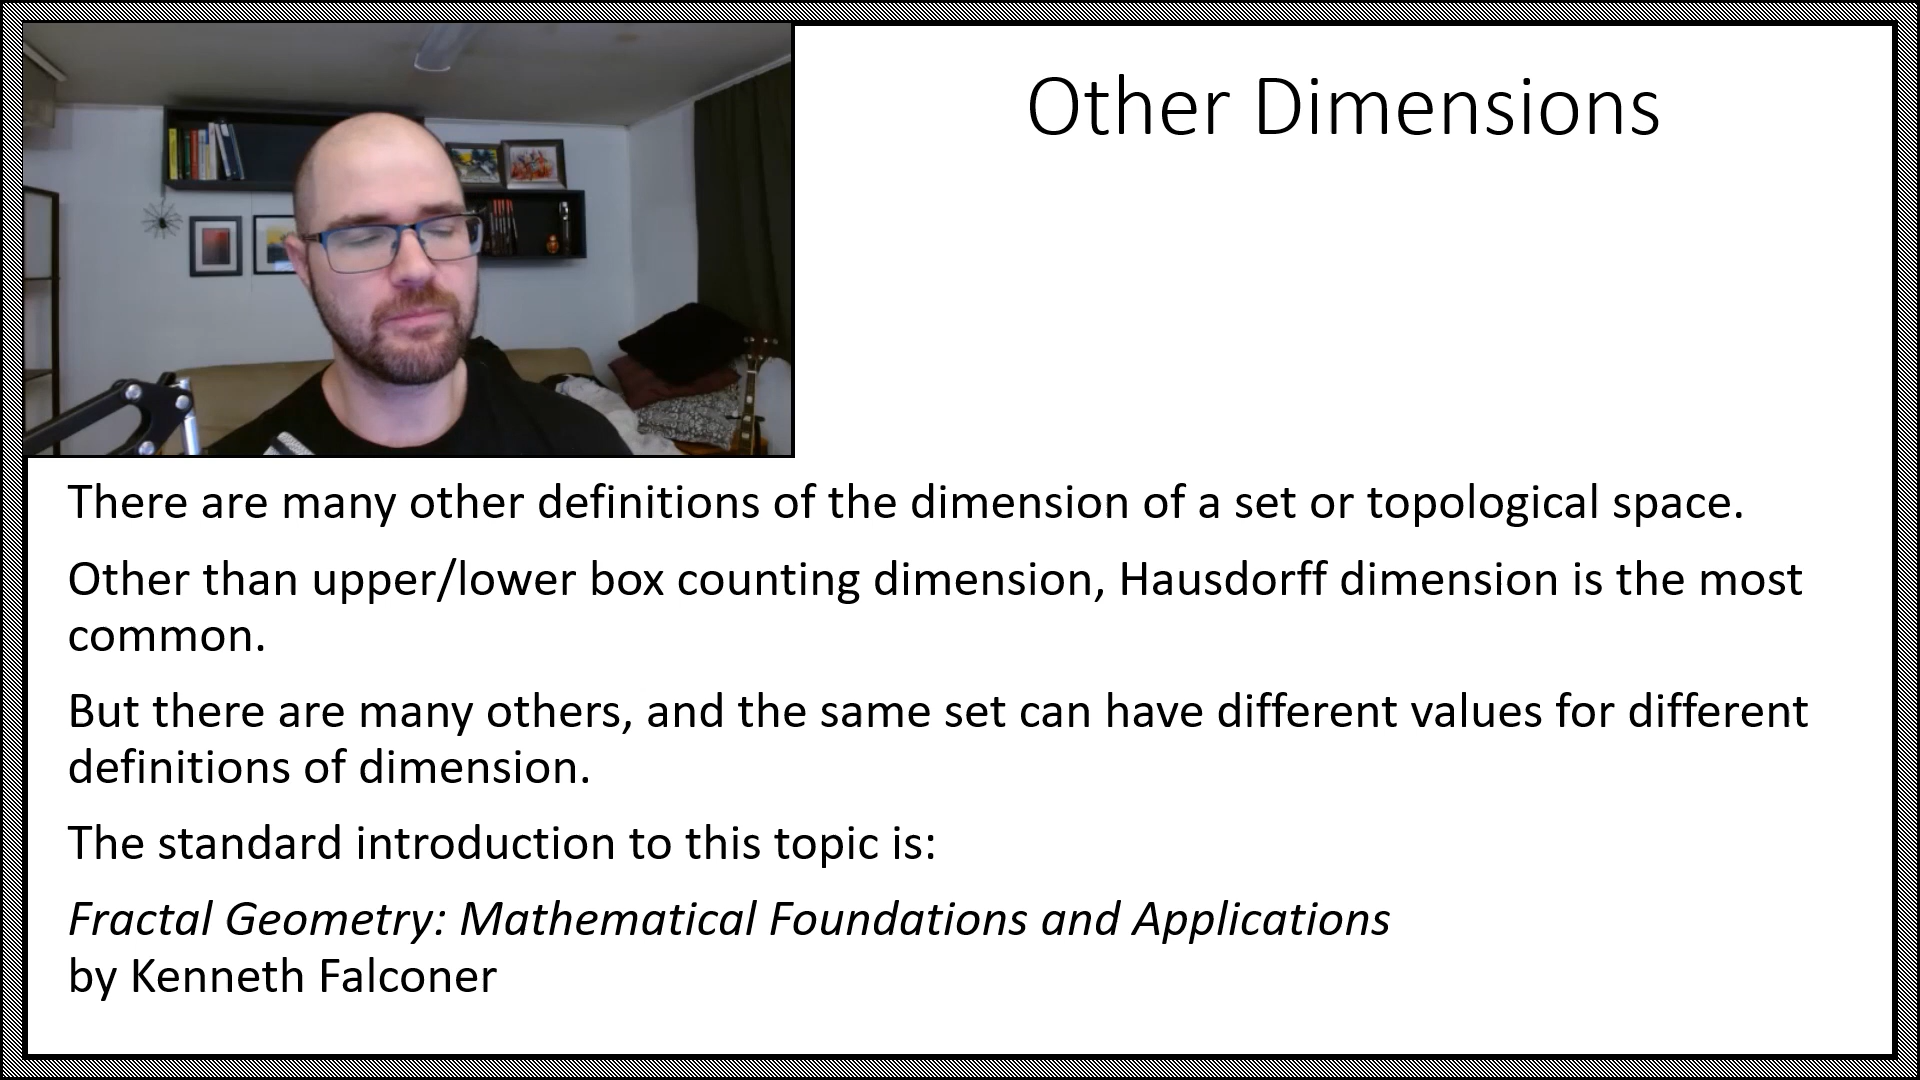 Other Dimensions
There are many other definitions of the dimension of a set or topological space.
Other than upper/lower box counting dimension, Hausdorff dimension is the most
common.
But there are many others, and the same set can have different values for different
definitions of dimension.
The standard introduction to this topic is:
Fractal Geometry: Mathematical Foundations and Applications
by Kenneth Falconer